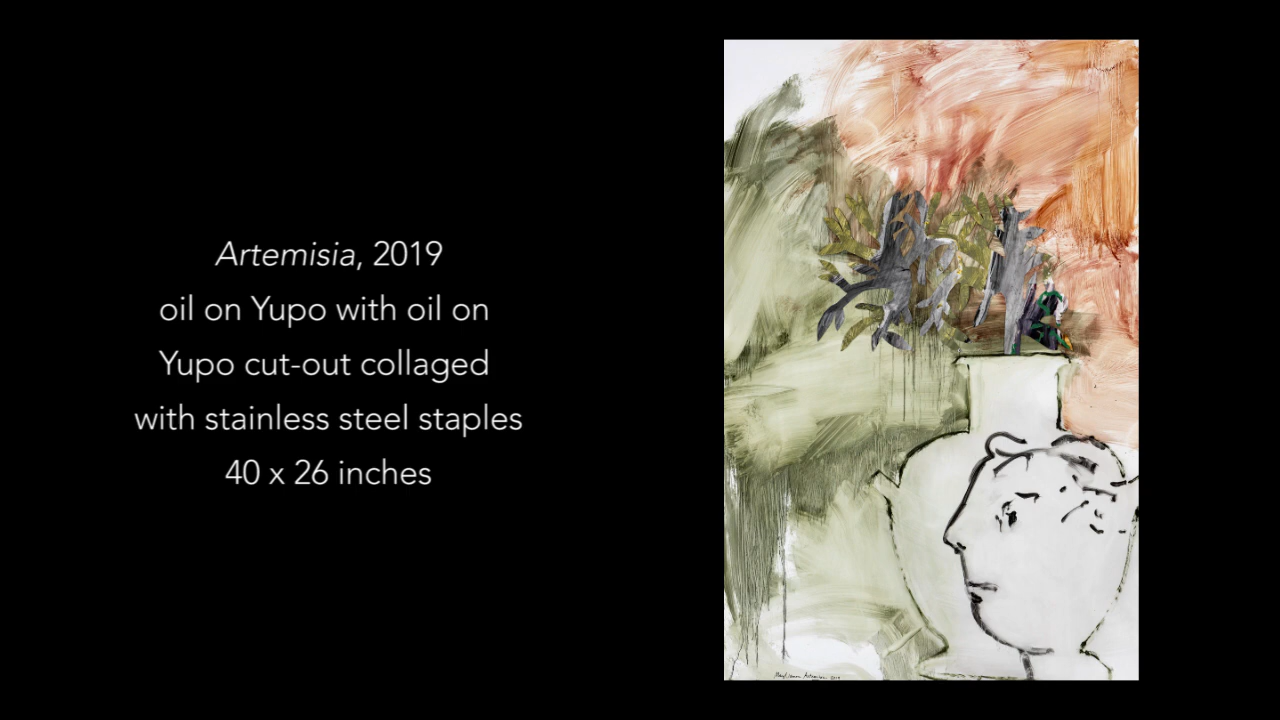 Artemisia, 2019
oil on Yupo with oil on
Yupo cut-out collaged
with stainless steel staples
40 x 26 inches